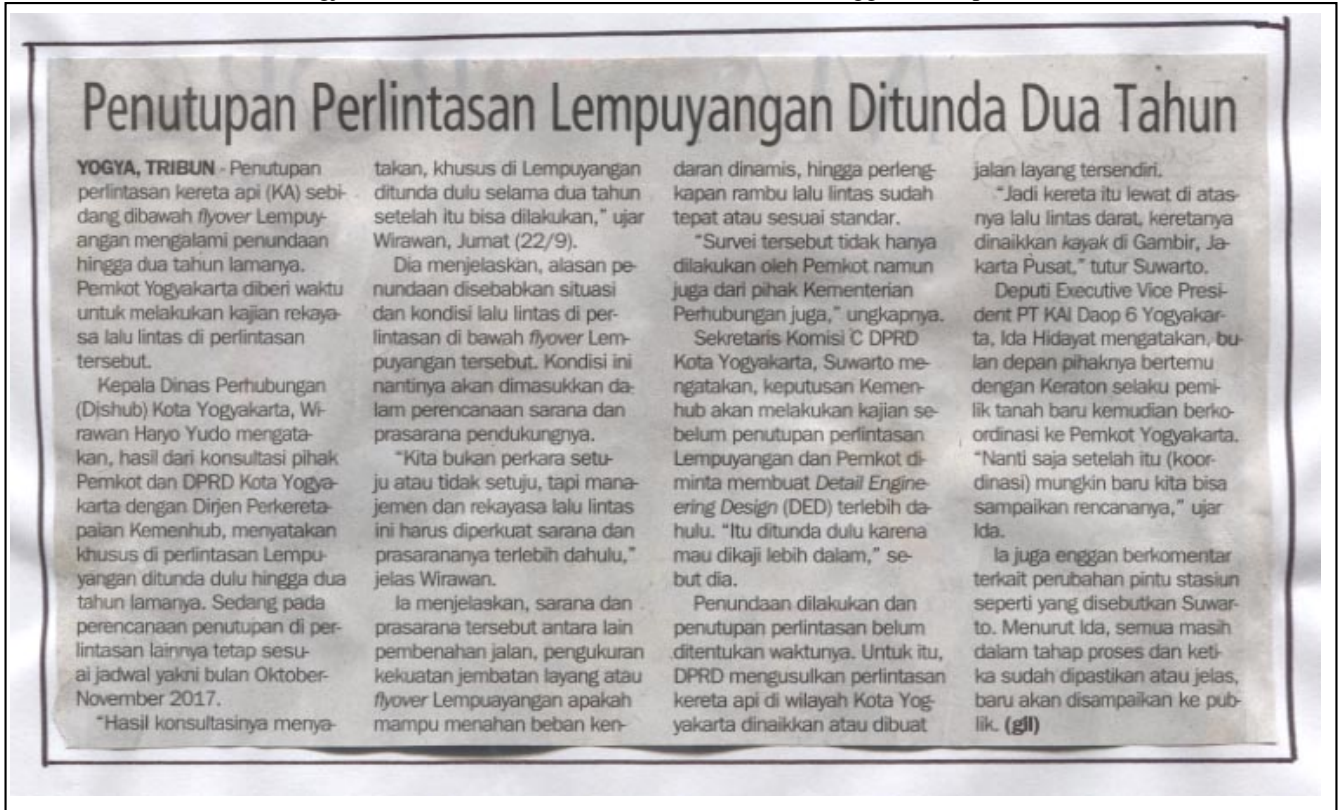 Penutupan Perlintasan Lempuyangan Ditunda Dua Tahun
YOGYA, TRIBUN - Penutupan
perlintasan kereta api (KA) sebi-
dang dibawah flyover Lempuy-
angan mengalami penundaan
hingga dua tahun lamanya.
Pemkot Yogyakarta diberi waktu
untuk melakukan kajian rekaya-
sa lalu lintas di perlintasan
tersebut.
Kepala Dinas Perhubungan
(Dishub) Kota Yogyakarta, Wi-
rawan Haryo Yudo mengata-
kan, hasil dari konsultasi pihak
Pemkot dan DPRD Kota Yogya-
karta dengan Dirjen Perkereta-
paian Kemenhub, menyatakan
khusus di perlintasan Lempu-
yangan ditunda dulu hingga dua
tahun lamanya. Sedang pada
perencanaan penutupan di per-
lintasan lainnya tetap sesu-
ai jadwal yakni bulan Oktober-
November 2017.
"Hasil konsultasinya menya-
takan, khusus di Lempuyangan
ditunda dulu selama dua tahun
setelah itu bisa dilakukan," ujar
Wirawan, Jumat (22/9).
Dia menjelaskan, alasan pe-
nundaan disebabkan situasi
dan kondisi lalu lintas di per-
lintasan di bawah flyover Lem-
puyangan tersebut. Kondisi ini
nantinya akan dimasukkan da-
lam perencanaan sarana dan
prasarana pendukungnya.
"Kita bukan perkara setu-
ju atau tidak setuju, tapi mana-
jemen dan rekayasa lalu lintas
ini harus diperkuat sarana dan
prasarananya terlebih dahulu,"
jelas Wirawan.
Ia menjelaskan, sarana dan
prasarana tersebut antara lain
pembenahan jalan, pengukuran
kekuatan jembatan layang atau
flyover Lempuayangan apakah
mampu menahan beban ken-
daran dinamis, hingga perleng-
kapan rambu lalu lintas sudah
tepat atau sesuai standar.
"Survei tersebut tidak hanya
dilakukan oleh Pemkot namun
juga dari pihak Kementerian
Perhubungan juga," ungkapnya.
Sekretaris Komisi C DPRD
Kota Yogyakarta, Suwarto me-
ngatakan, keputusan Kemen-
hub akan melakukan kajian se-
belum penutupan perlintasan
Lempuyangan dan Pemkot di-
minta membuat Detail Engine-
ering Design (DED) terlebih da-
hulu. "Itu ditunda dulu karena
mau dikaji lebih dalam," se-
but dia.
Penundaan dilakukan dan
penutupan perlintasan belum
ditentukan waktunya. Untuk itu,
DPRD mengusulkan perlintasan
kereta api di wilayah Kota Yog-
yakarta dinaikkan atau dibuat
jalan layang tersendiri.
"Jadi kereta itu lewat di atas-
nya lalu lintas darat, keretanya
dinaikkan kayak di Gambir, Ja-
karta Pusat," tutur Suwarto.
Deputi Executive Vice Presi-
dent PT KAI Daop 6 Yogyakar-
ta, Ida Hidayat mengatakan, bu-
lan depan pihaknya bertemu
dengan Keraton selaku pemi-
lik tanah baru kemudian berko-
ordinasi ke Pemkot Yogyakarta.
"Nanti saja setelah itu (koor-
dinasi) mungkin baru kita bisa
sampaikan rencananya," ujar
Ida.
Ia juga enggan berkomentar
terkait perubahan pintu stasiun
seperti yang disebutkan Suwar-
to. Menurut Ida, semua masih
dalam tahap proses dan keti-
ka sudah dipastikan atau jelas,
baru akan disampaikan ke pub-
lik. (gll)